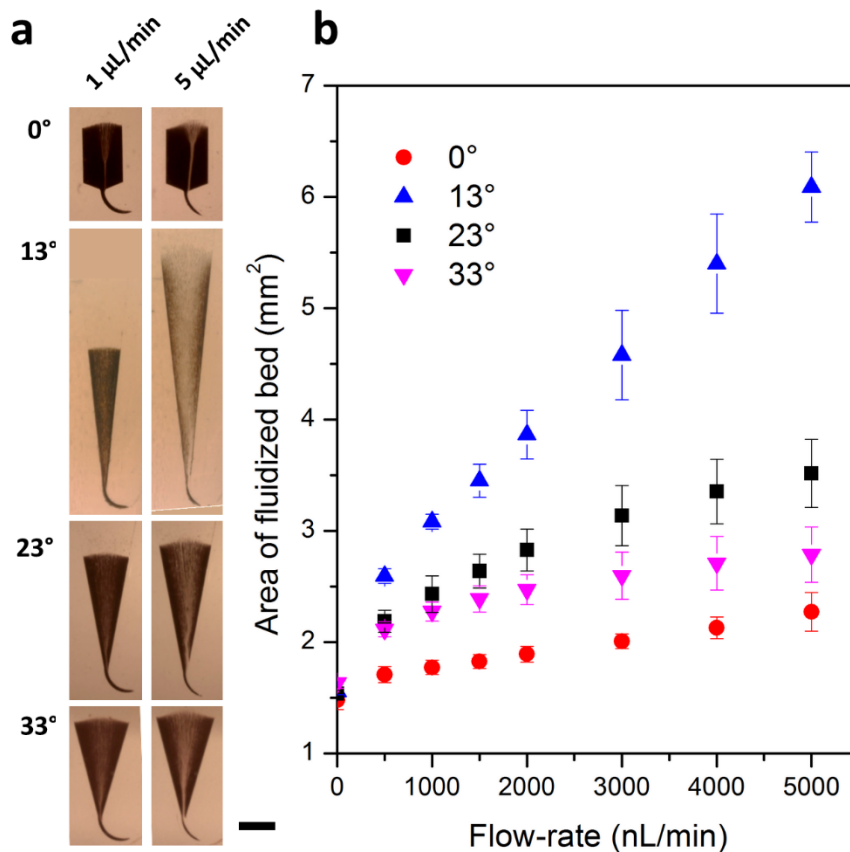 a
1 µL/min
5 µL/min
0°
13°
23°
33°
b
Area of fluidized bed (mm²)
7
6
5
4
3
2
1
0°
13°
23°
33°
0 1000 2000 3000 4000 5000
Flow-rate (nL/min)